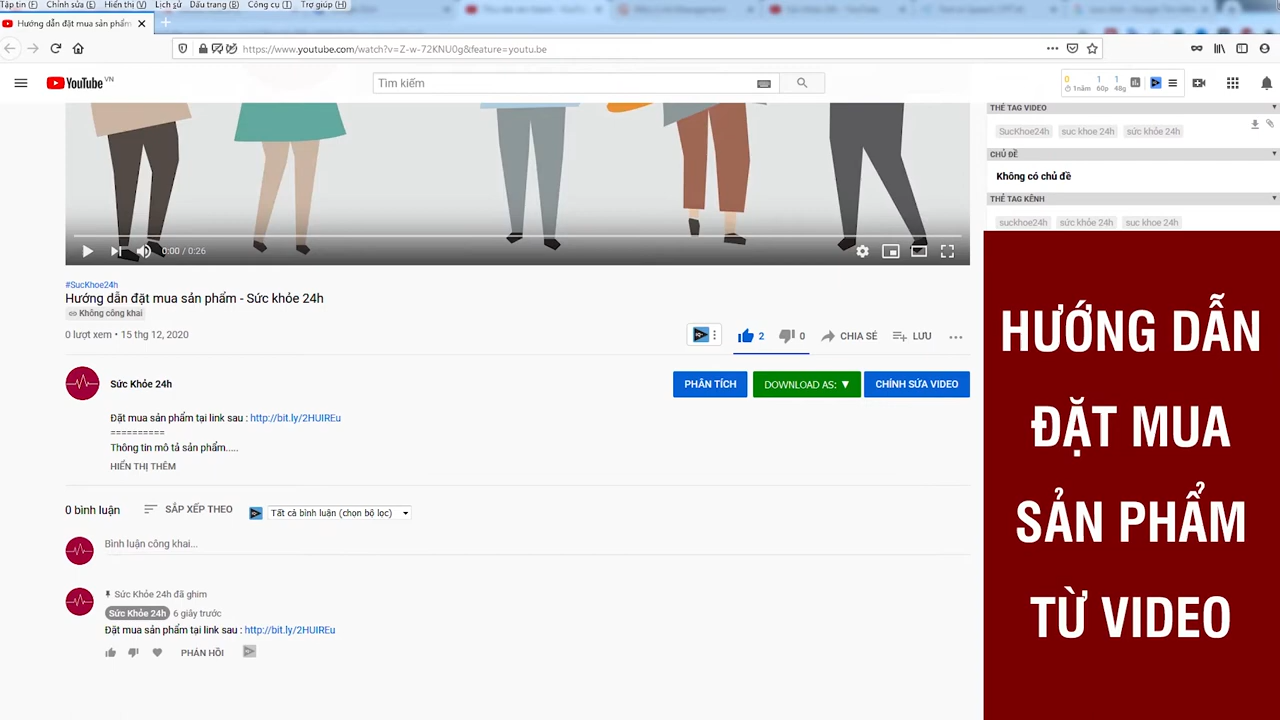 Tập tin (F) Chỉnh sửa (E) Hiển thị (V) Lịch sử Dấu trang (B) Công cụ (T) Trợ giúp (H)
Hướng dẫn đặt mua sản phẩm
https://www.youtube.com/watch?v=Z-w-72KNU0g&feature=youtu.be
YouTube VN
Tìm kiếm
0 1 1
1năm 60p 48g
THẺ TAG VIDEO
SucKhoe24h suc khoe 24h sức khỏe 24h
CHỦ ĐỀ
Không có chủ đề
THẺ TAG KÊNH
suckhoe24h sức khỏe 24h suc khoe 24h
0:00 / 0:26
#SucKhoe24h
Hướng dẫn đặt mua sản phẩm - Sức khỏe 24h
Không công khai
0 lượt xem • 15 thg 12, 2020
2 0 CHIA SẺ LƯU
Sức Khỏe 24h
PHÂN TÍCH DOWNLOAD AS: ▼ CHỈNH SỬA VIDEO
Đặt mua sản phẩm tại link sau : http://bit.ly/2HUIREu
==========
Thông tin mô tả sản phẩm.....
HIỂN THỊ THÊM
0 bình luận SẮP XẾP THEO Tất cả bình luận (chọn bộ lọc)
Bình luận công khai...
Sức Khỏe 24h đã ghim
Sức Khỏe 24h 6 giây trước
Đặt mua sản phẩm tại link sau : http://bit.ly/2HUIREu
PHẢN HỒI
HƯỚNG DẪN
ĐẶT MUA
SẢN PHẨM
TỪ VIDEO